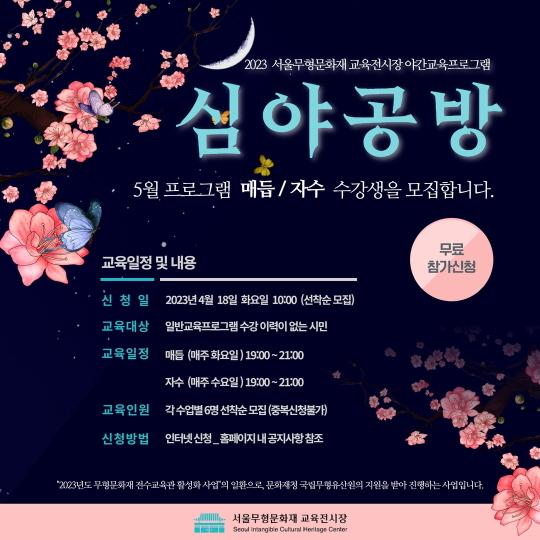 2023 서울무형문화재 교육전시장 야간교육프로그램
심야공방
5월 프로그램 매듭 / 자수 수강생을 모집합니다.
무료
참가신청
교육일정 및 내용
신 청 일 2023년 4월 18일 화요일 10:00 (선착순 모집)
교육대상 일반교육프로그램 수강 이력이 없는 시민
교육일정 매듭 (매주 화요일 ) 19:00 ~ 21:00
자수 (매주 수요일 ) 19:00 ~ 21:00
교육인원 각 수업별 6명 선착순 모집 (중복신청불가)
신청방법 인터넷 신청 _ 홈페이지 내 공지사항 참조
"2023년도 무형문화재 전수교육관 활성화 사업"의 일환으로, 문화재청 국립무형유산원의 지원을 받아 진행하는 사업입니다.
서울무형문화재 교육전시장
Seoul Intangible Cultural Heritage Center